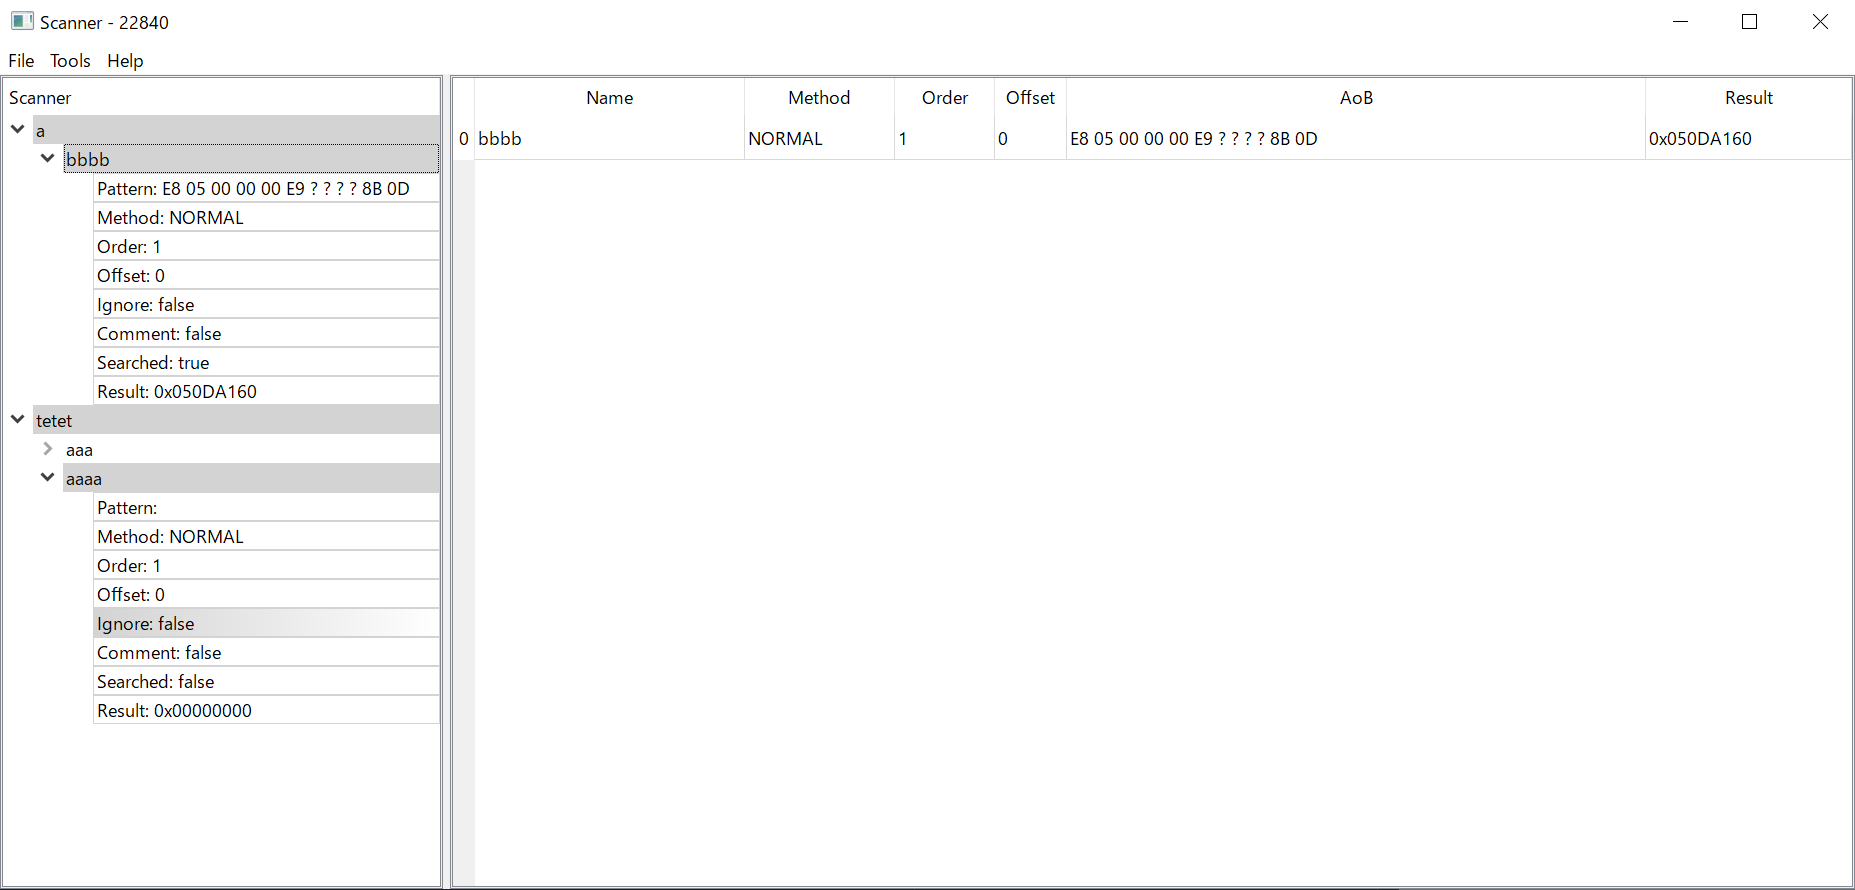 Scanner - 22840
File Tools Help
Scanner
a
bbbb
Pattern: E8 05 00 00 00 E9 ? ? ? ? 8B 0D
Method: NORMAL
Order: 1
Offset: 0
Ignore: false
Comment: false
Searched: true
Result: 0x050DA160
tetet
aaa
aaaa
Pattern:
Method: NORMAL
Order: 1
Offset: 0
Ignore: false
Comment: false
Searched: false
Result: 0x00000000
Name Method Order Offset AoB Result
0 bbbb NORMAL 1 0 E8 05 00 00 00 E9 ? ? ? ? 8B 0D 0x050DA160